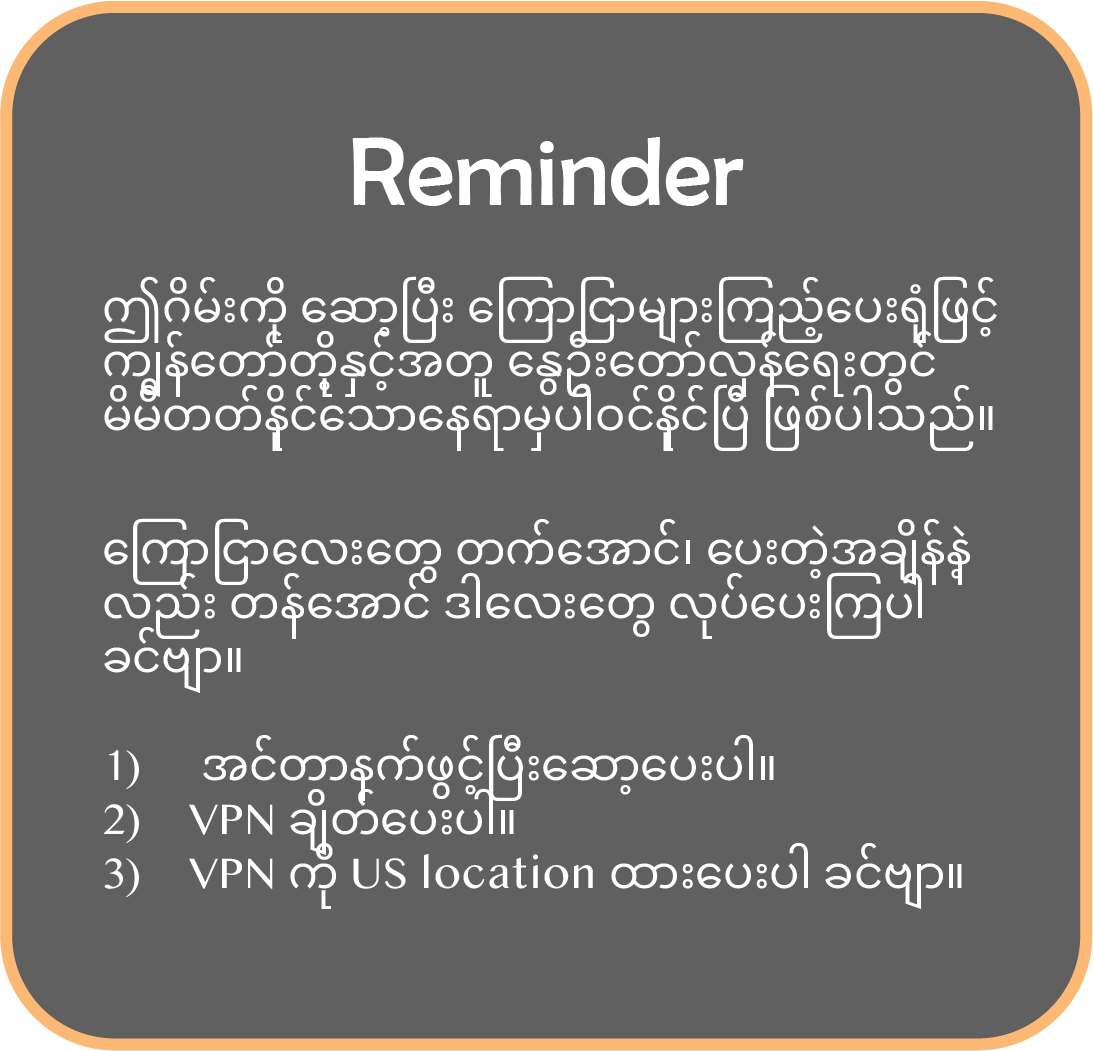 Reminder
ဤဂိမ်းကို ဆော့ပြီး ကြော်ငြာများကြည့်ပေးရုံဖြင့်
ကျွန်တော်တို့နှင့်အတူ နွေဦးတော်လှန်ရေးတွင်
မိမိတတ်နိုင်သောနေရာမှပါဝင်နိုင်ပြီ ဖြစ်ပါသည်။
ကြော်ငြာလေးတွေ တက်အောင်၊ ပေးတဲ့အချိန်နဲ့
လည်း တန်အောင် ဒါလေးတွေ လုပ်ပေးကြပါ
ခင်ဗျာ။
1) အင်တာနက်ဖွင့်ပြီးဆော့ပေးပါ။
2) VPN ချိတ်ပေးပါ။
3) VPN ကို US location ထားပေးပါ ခင်ဗျာ။